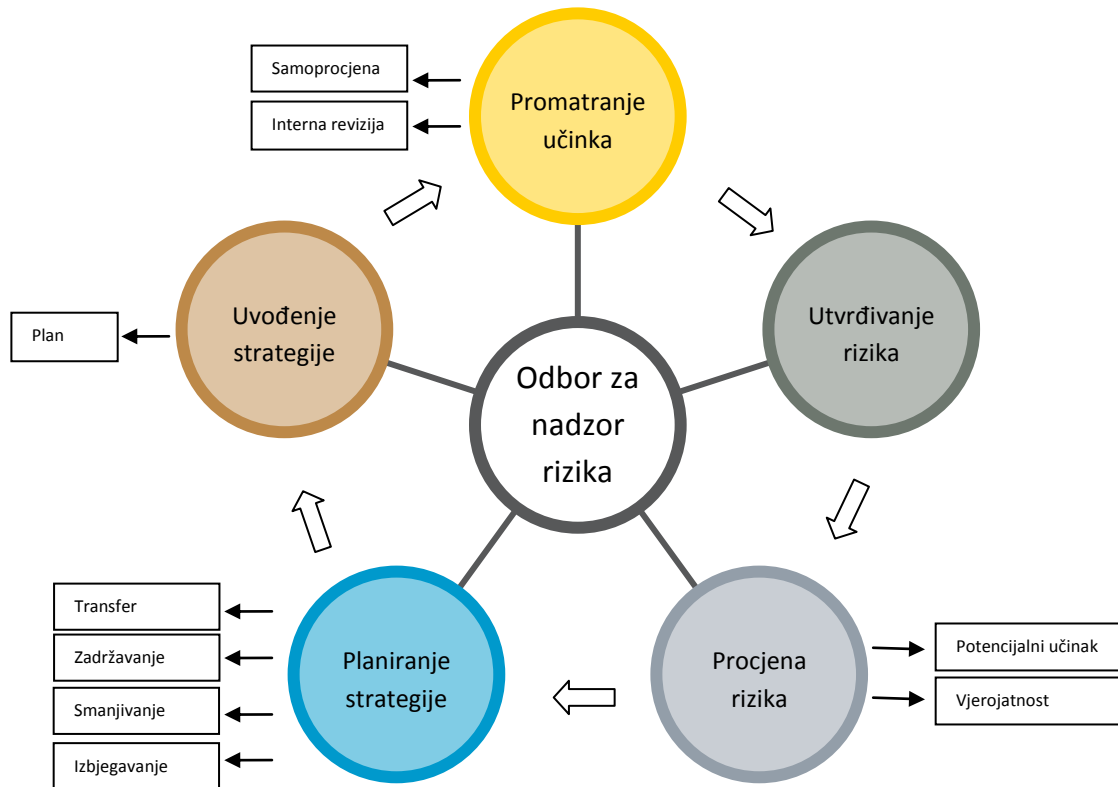 Samoprocjena
Interna revizija
Promatranje
učinka
Uvođenje
strategije
Plan
Utvrđivanje
rizika
Odbor za
nadzor
rizika
Transfer
Zadržavanje
Smanjivanje
Izbjegavanje
Planiranje
strategije
Procjena
rizika
Potencijalni učinak
Vjerojatnost